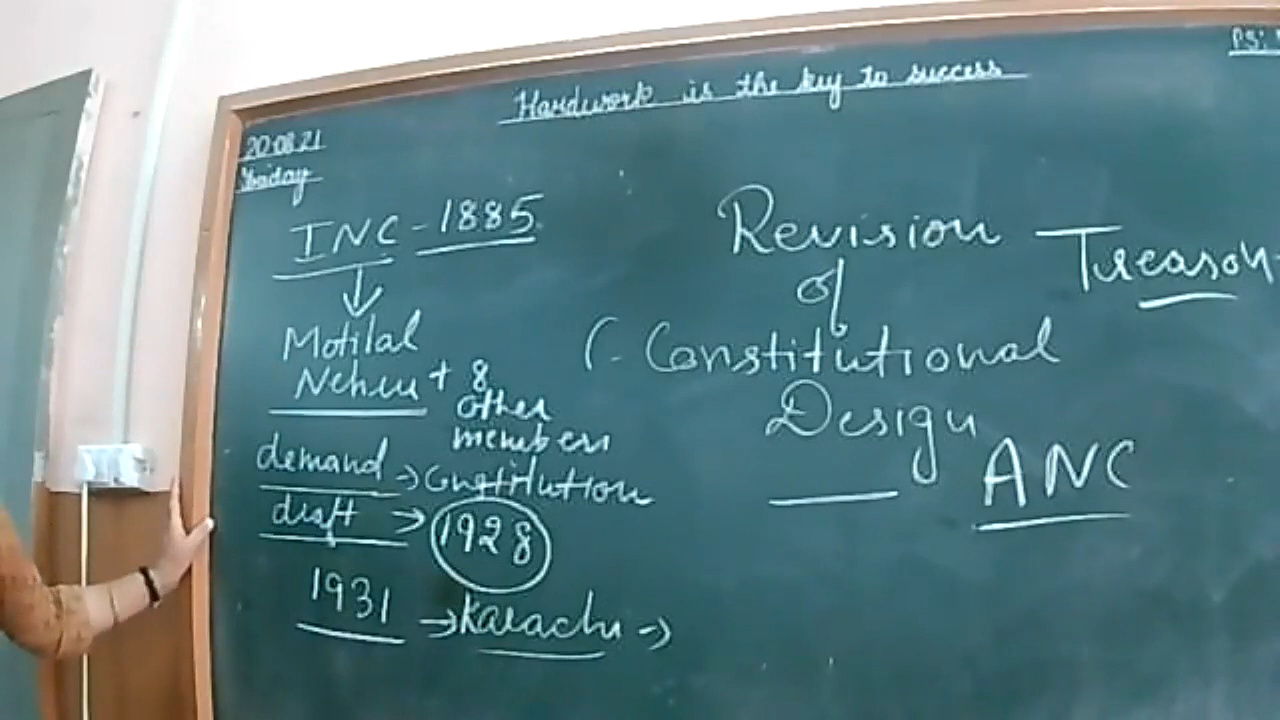 Hardwork is the key to success
PS:
20.08.21
Friday
INC - 1885
↓
Motilal
Nehru + 8
other
members
demand → Constitution
draft → 1928
1931 → Karachi →
Revision
of
Constitutional
Design
Treason
ANC